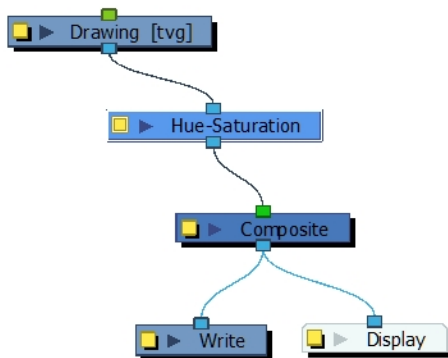 Drawing [tvg]
Hue-Saturation
Composite
Write
Display